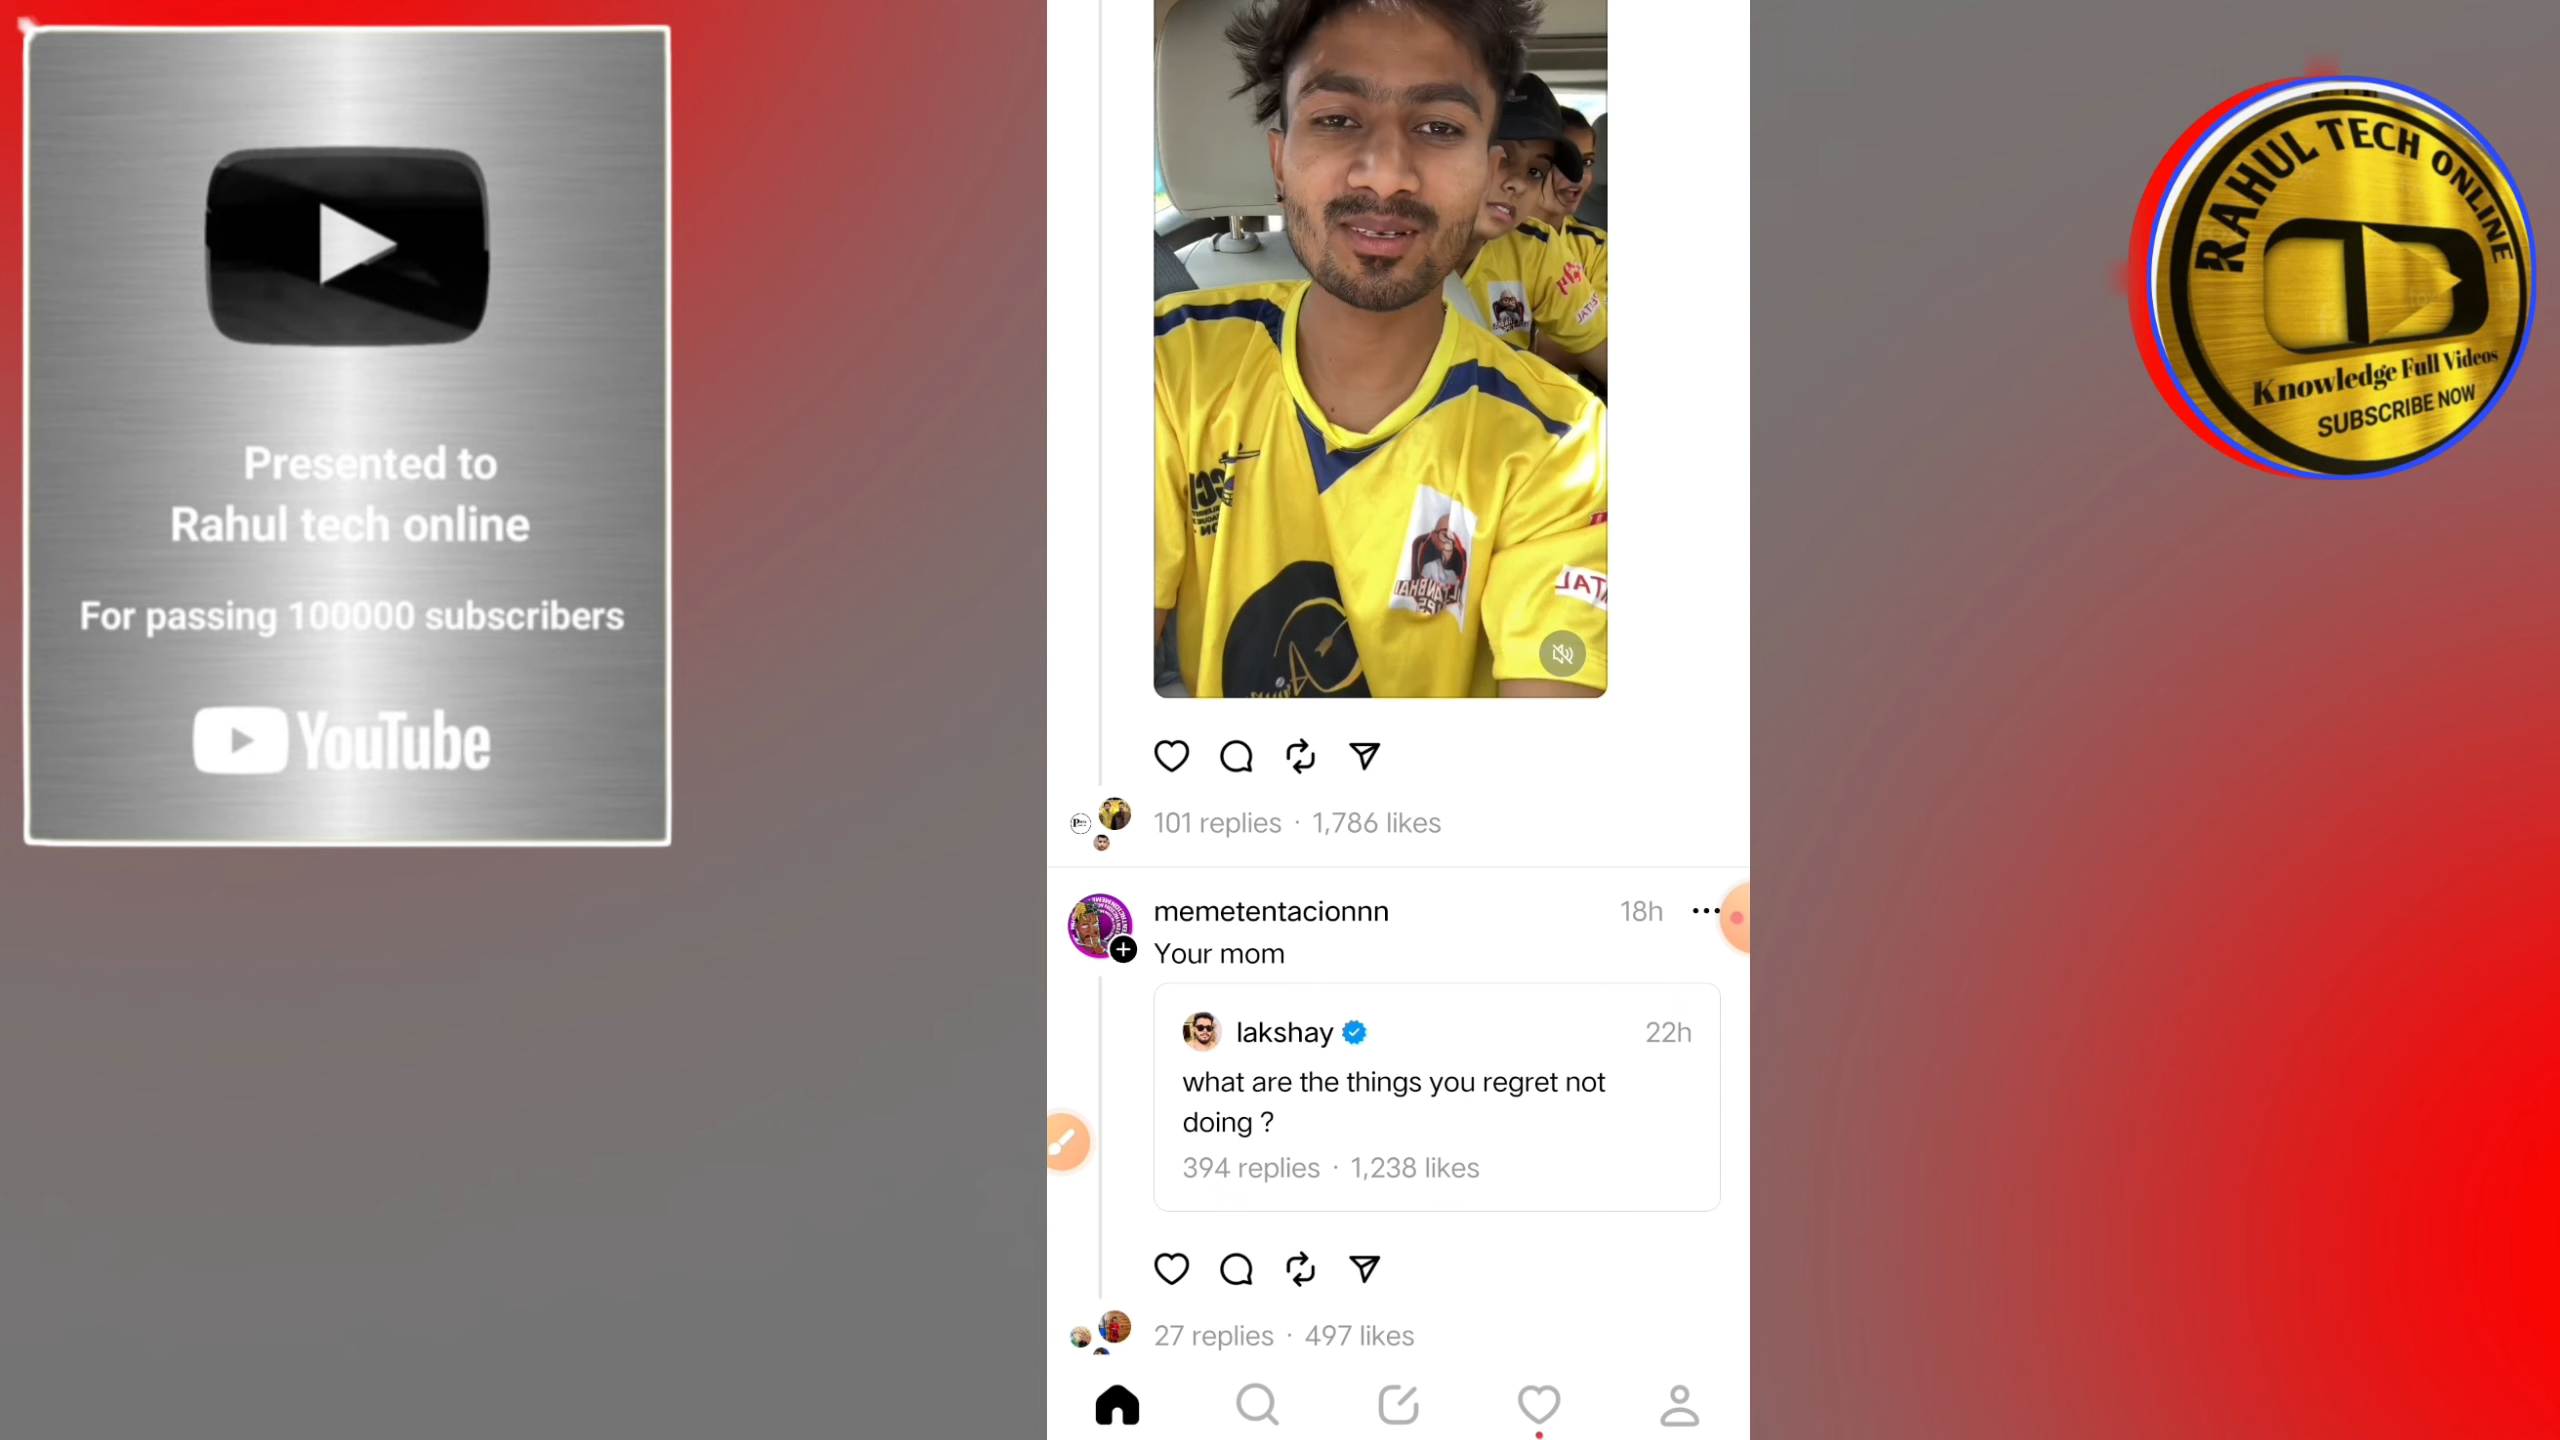 Presented to
Rahul tech online
For passing 100000 subscribers
YouTube
JATI
101 replies · 1,786 likes
memetentacionnn
18h
Your mom
lakshay
22h
what are the things you regret not
doing ?
394 replies · 1,238 likes
27 replies · 497 likes
RAHUL TECH ONLINE
Knowledge Full Videos
SUBSCRIBE NOW